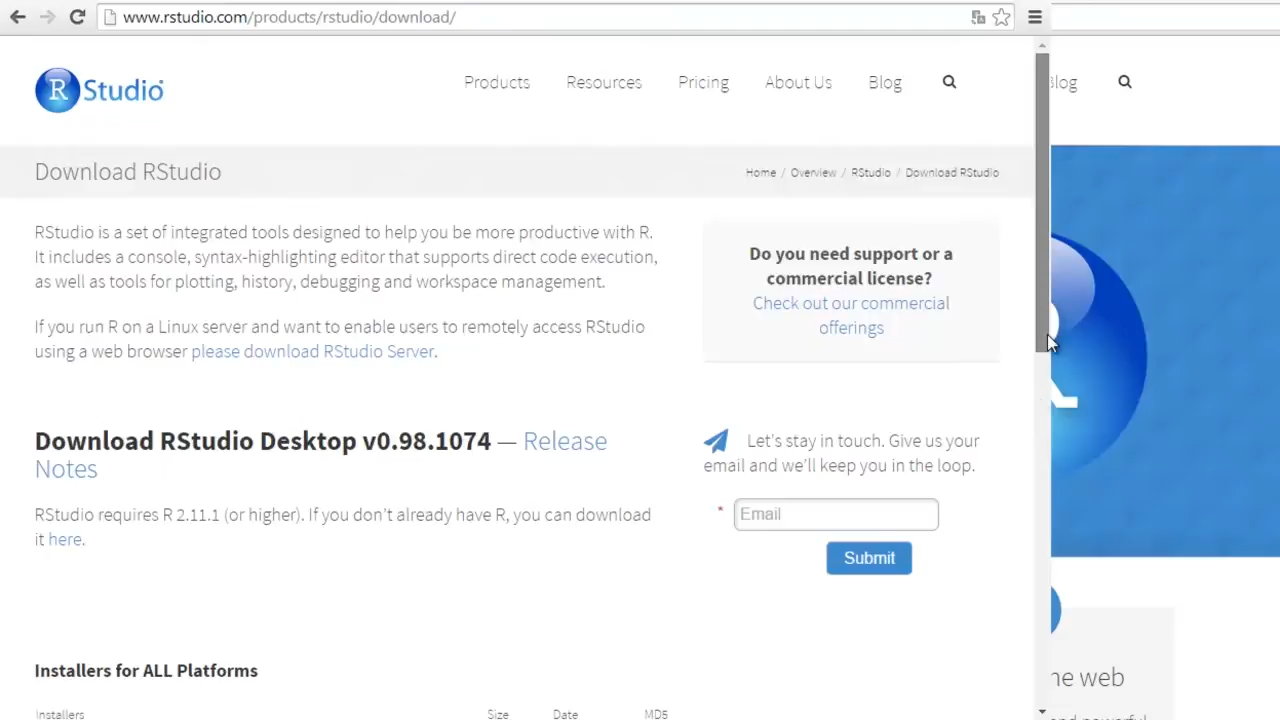 www.rstudio.com/products/rstudio/download/
R Studio
Products Resources Pricing About Us Blog
Blog
Download RStudio
Home / Overview / RStudio / Download RStudio
RStudio is a set of integrated tools designed to help you be more productive with R.
It includes a console, syntax-highlighting editor that supports direct code execution,
as well as tools for plotting, history, debugging and workspace management.
If you run R on a Linux server and want to enable users to remotely access RStudio
using a web browser please download RStudio Server.
Do you need support or a
commercial license?
Check out our commercial
offerings
Download RStudio Desktop v0.98.1074 — Release
Notes
RStudio requires R 2.11.1 (or higher). If you don't already have R, you can download
it here.
Let's stay in touch. Give us your
email and we'll keep you in the loop.
* Email
Submit
Installers for ALL Platforms
Installers Size Date MD5
web